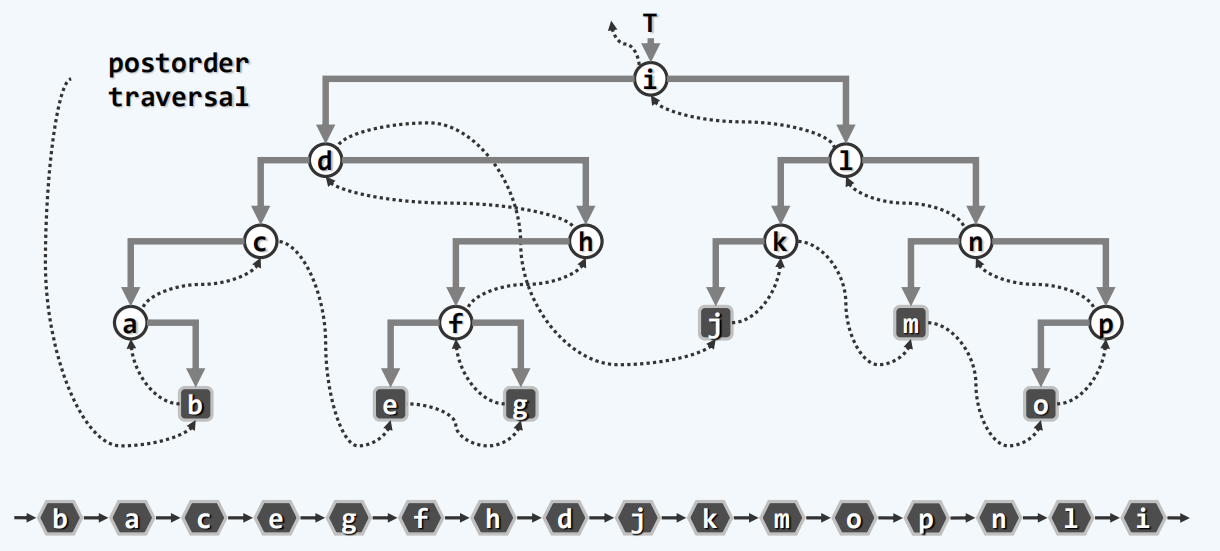 T
postorder
traversal
i
d l
c h k n
a f j m p
b e g o
b a c e g f h d j k m o p n l i